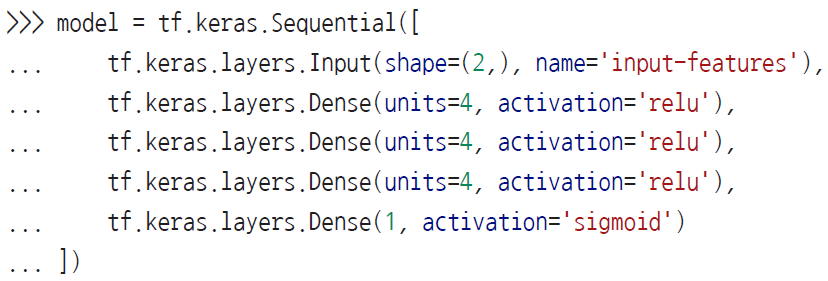 >>> model = tf.keras.Sequential([
...     tf.keras.layers.Input(shape=(2,), name='input-features'),
...     tf.keras.layers.Dense(units=4, activation='relu'),
...     tf.keras.layers.Dense(units=4, activation='relu'),
...     tf.keras.layers.Dense(units=4, activation='relu'),
...     tf.keras.layers.Dense(1, activation='sigmoid')
... ])